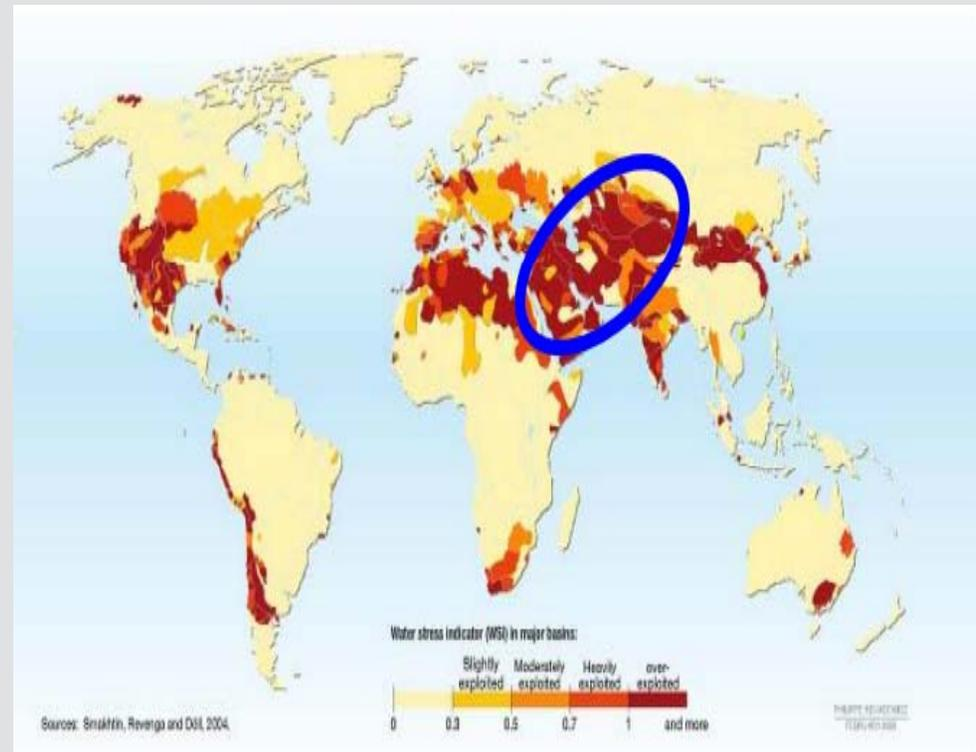 Water stress indicator (WSI) in major basins:
Slightly exploited
Moderately exploited
Heavily exploited
over-exploited
0 0.3 0.5 0.7 1 and more
Sources: Smakhtin, Revenga and Döll, 2004.